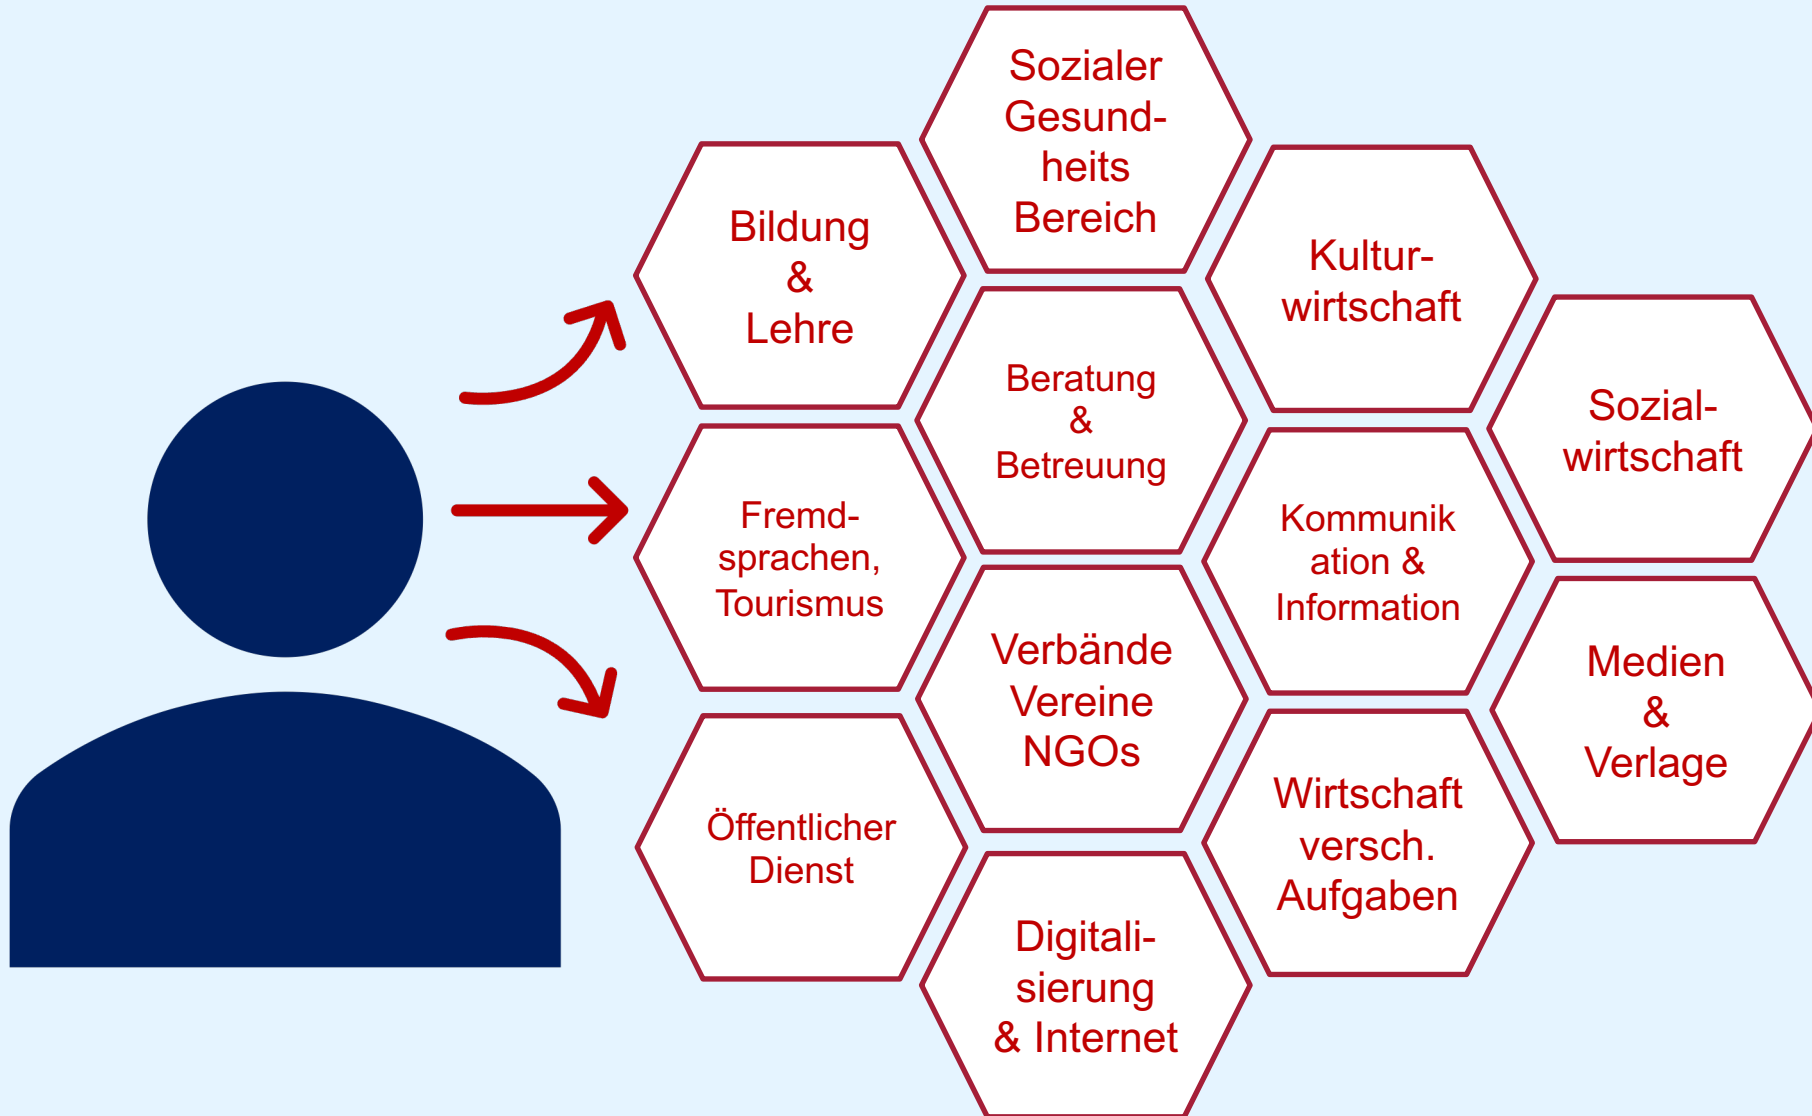 Sozialer
Gesund-
heits
Bereich
Bildung
&
Lehre
Kultur-
wirtschaft
Beratung
&
Betreuung
Sozial-
wirtschaft
Fremd-
sprachen,
Tourismus
Kommunik
ation &
Information
Verbände
Vereine
NGOs
Medien
&
Verlage
Öffentlicher
Dienst
Wirtschaft
versch.
Aufgaben
Digitali-
sierung
& Internet